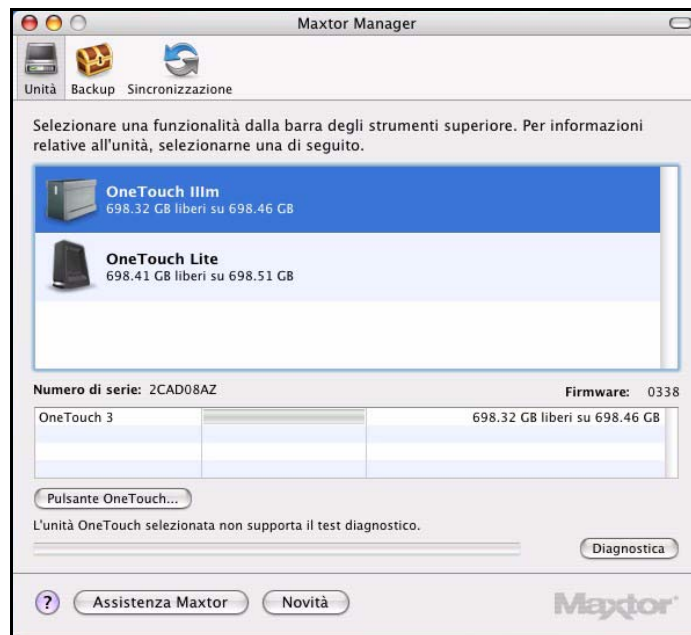 Maxtor Manager
Unità Backup Sincronizzazione
Selezionare una funzionalità dalla barra degli strumenti superiore. Per informazioni
relative all'unità, selezionarne una di seguito.
OneTouch IIIm
698.32 GB liberi su 698.46 GB
OneTouch Lite
698.41 GB liberi su 698.51 GB
Numero di serie: 2CAD08AZ Firmware: 0338
OneTouch 3 698.32 GB liberi su 698.46 GB
Pulsante OneTouch...
L'unità OneTouch selezionata non supporta il test diagnostico.
Diagnostica
? Assistenza Maxtor Novità Maxtor